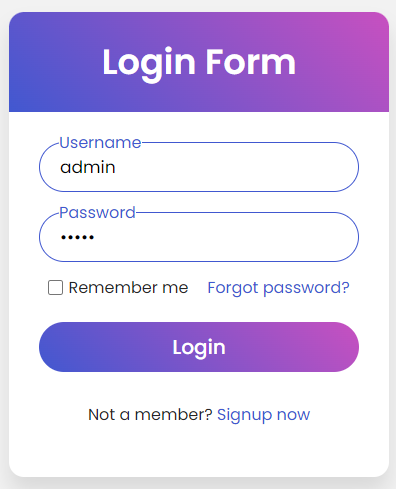 Login Form
Username
admin
Password
•••••
Remember me Forgot password?
Login
Not a member? Signup now